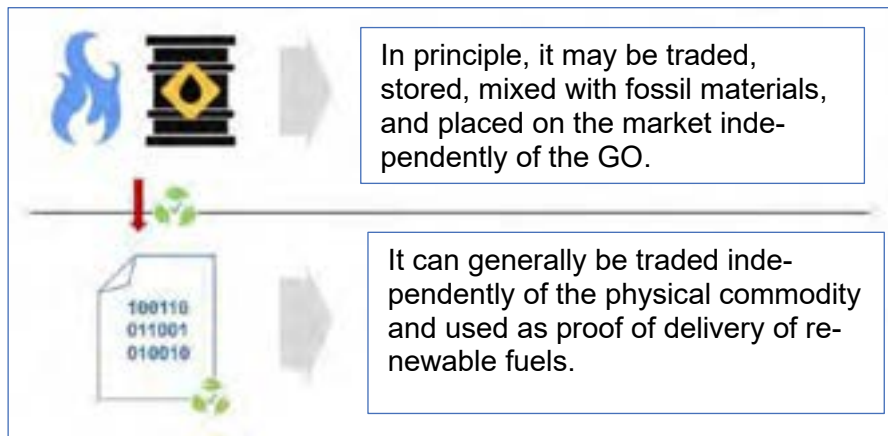 In principle, it may be traded,
stored, mixed with fossil materials,
and placed on the market inde-
pendently of the GO.
It can generally be traded inde-
pendently of the physical commodity
and used as proof of delivery of re-
newable fuels.
100110
011001
010010